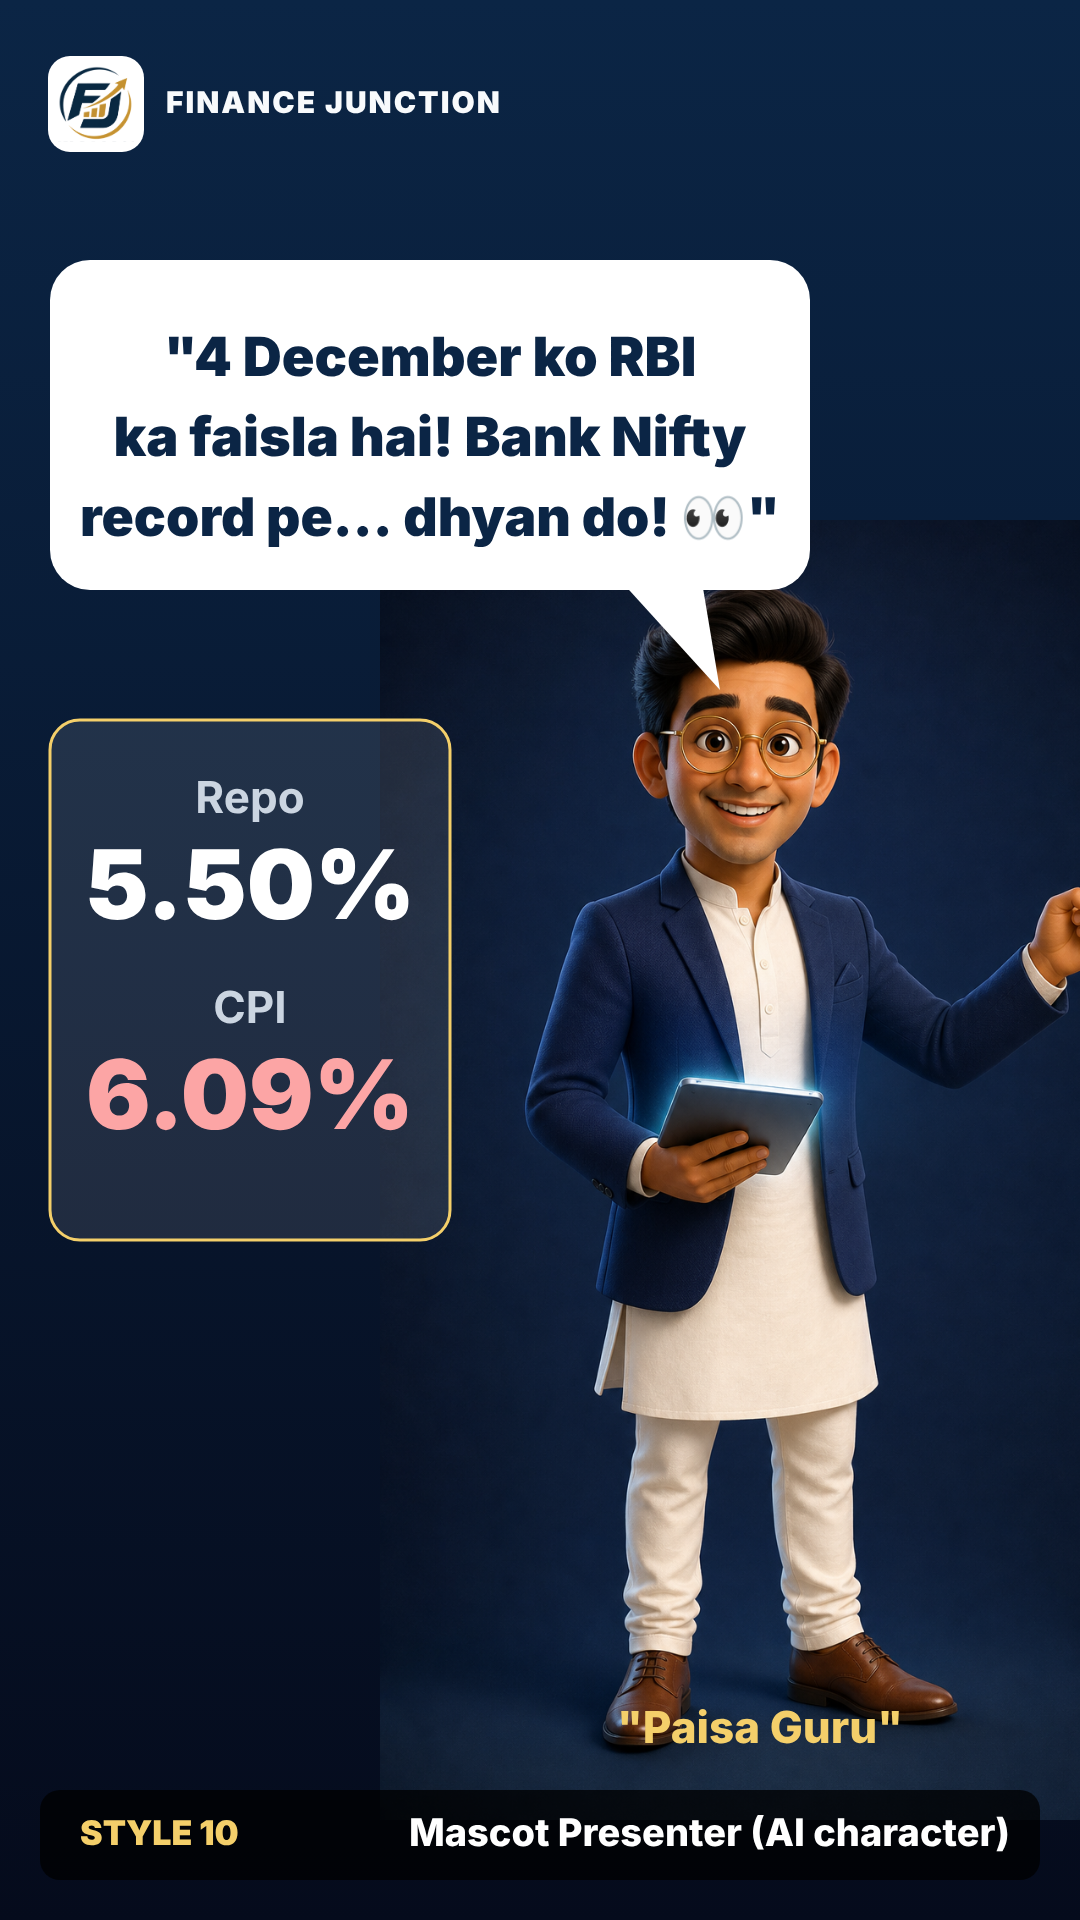 FJ
FINANCE JUNCTION
"4 December ko RBI
ka faisla hai! Bank Nifty
record pe... dhyan do! 👀"
Repo
5.50%
CPI
6.09%
"Paisa Guru"
STYLE 10
Mascot Presenter (AI character)